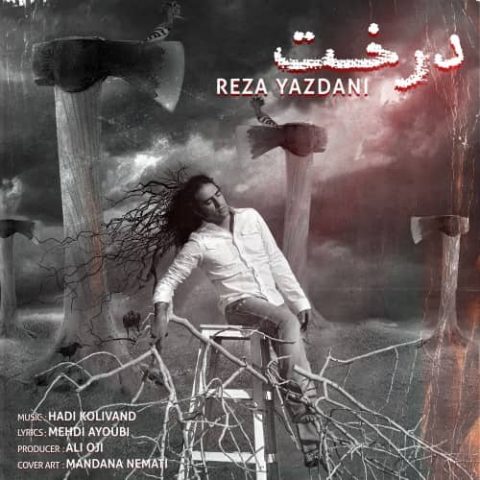 درخت
REZA YAZDANI
MUSIC : HADI KOLIVAND
LYRICS : MEHDI AYOUBI
PRODUCER : ALI OJI
COVER ART : MANDANA NEMATI